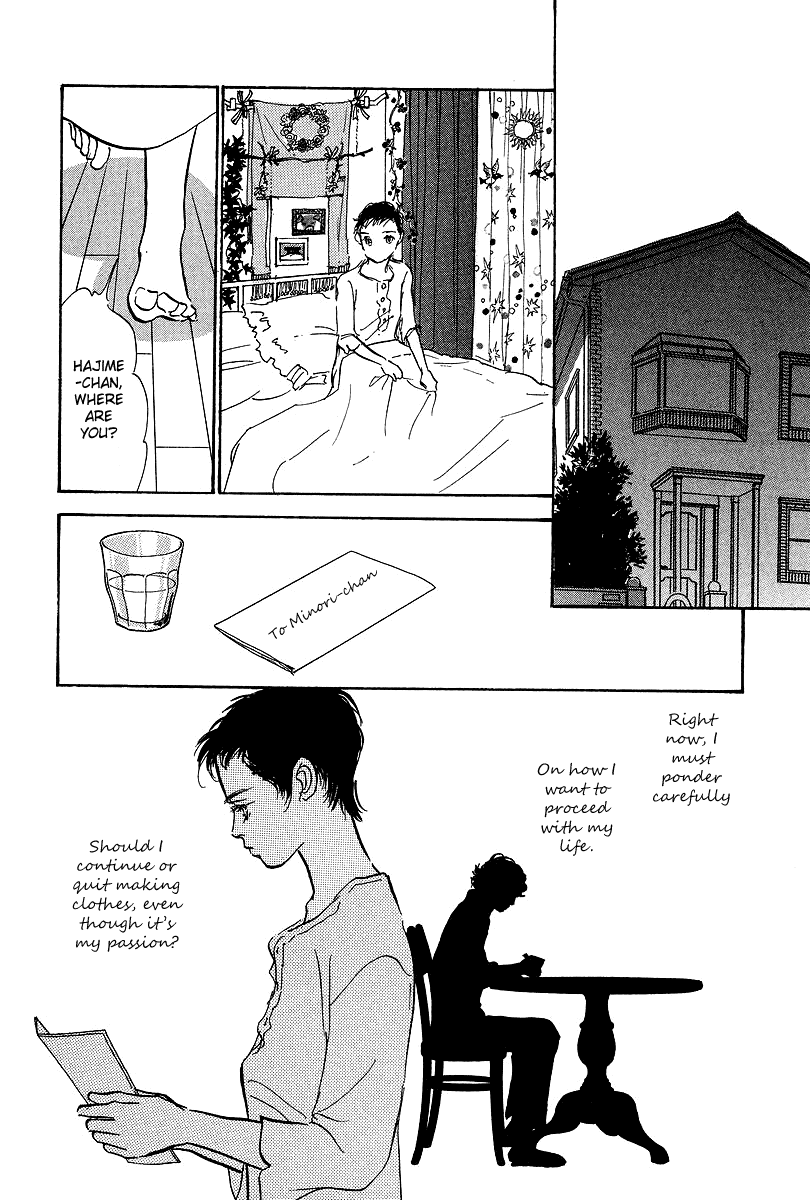 HAJIME
-CHAN,
WHERE
ARE
YOU?
To Minori-chan
Right
now, I
must
ponder
carefully
On how I
want to
proceed
with my
life.
Should I
continue or
quit making
clothes, even
though it's
my passion?